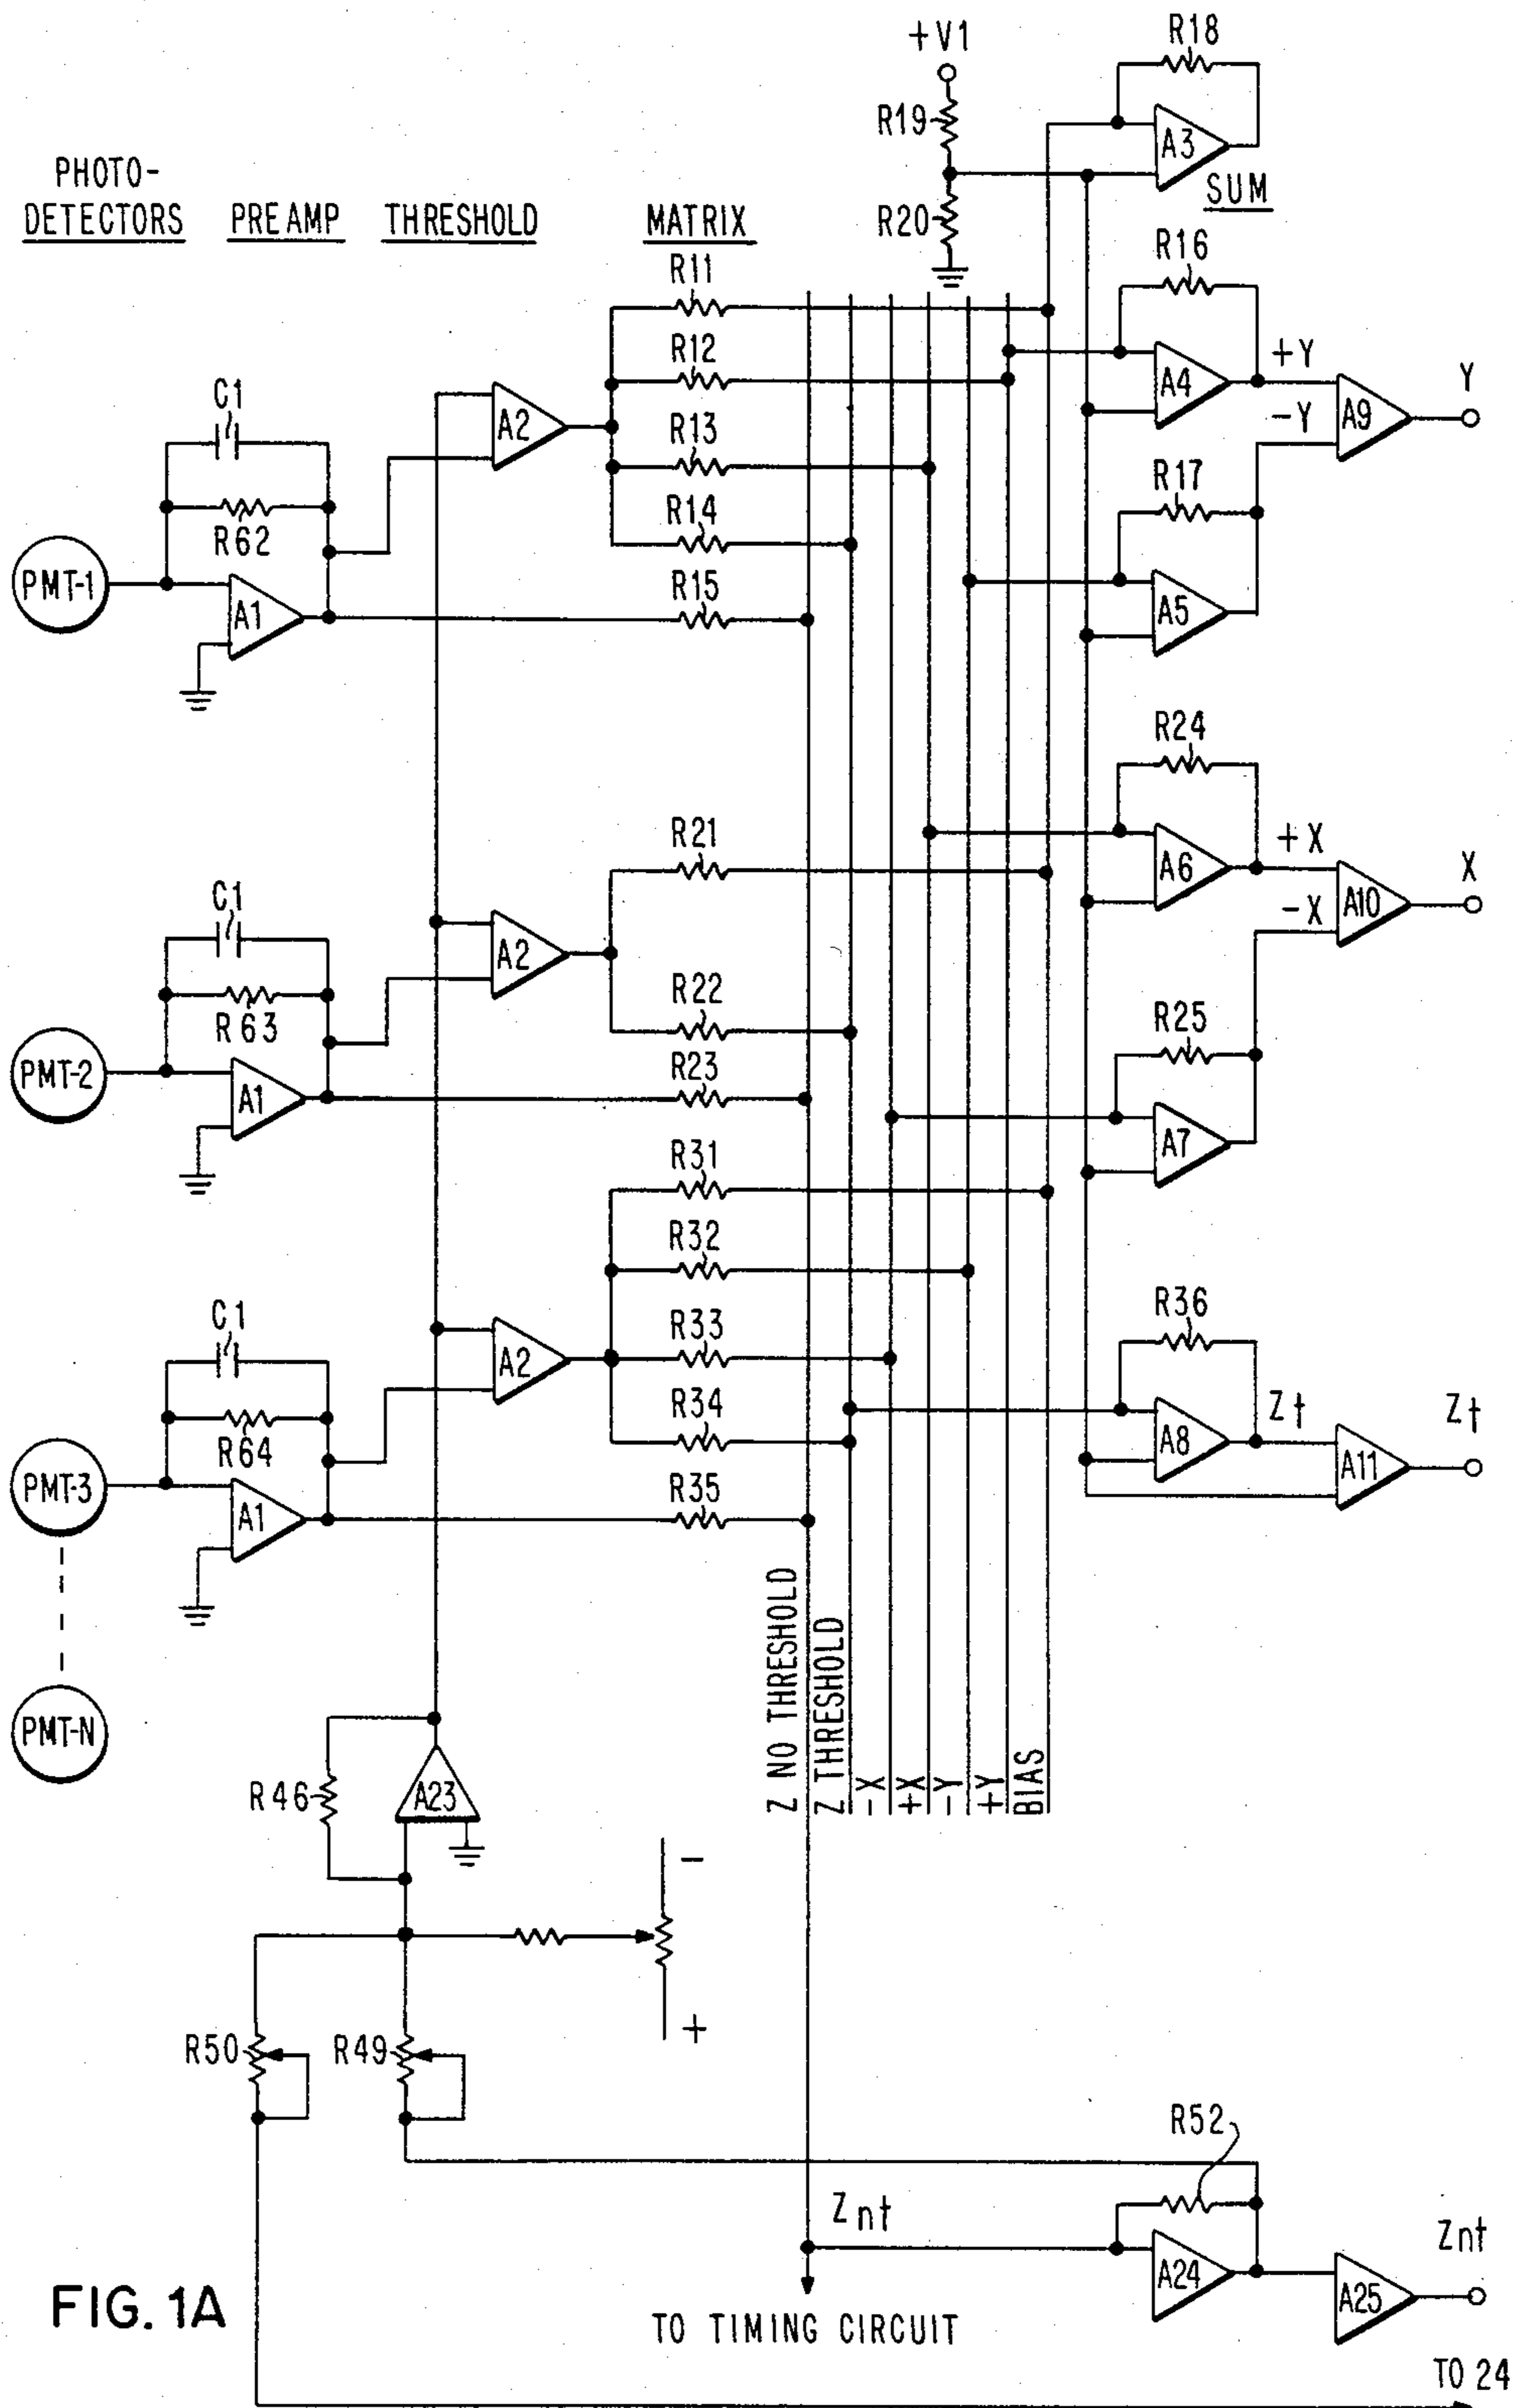 +V1
R18
R19
A3
PHOTO-
DETECTORS
PREAMP
THRESHOLD
MATRIX
R20
SUM
R16
R11
R12
+Y
Y
C1
A2
R13
A4
-Y
A9
R14
R17
R62
PMT-1
A1
R15
A5
R24
R21
+X
X
C1
A2
A6
-X
A10
R22
R63
R25
PMT-2
A1
R23
A7
R31
R32
R36
C1
A2
R33
R34
Zt
Zt
R64
A8
A11
PMT-3
A1
R35
Z NO THRESHOLD
Z THRESHOLD
-X
+X
-Y
+Y
BIAS
PMT-N
R46
A23
-
+
R50
R49
R52
Znt
Znt
A24
A25
FIG. 1A
TO TIMING CIRCUIT
TO 24